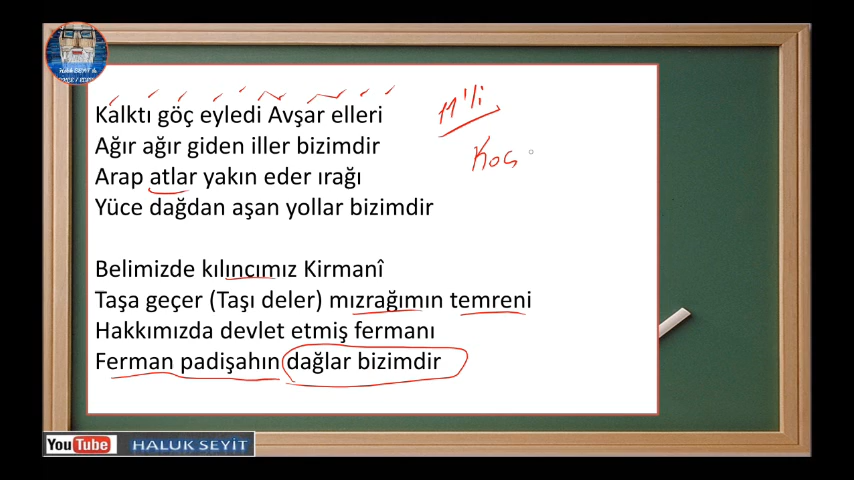 Kalktı göç eyledi Avşar elleri
Ağır ağır giden iller bizimdir
Arap atlar yakın eder ırağı
Yüce dağdan aşan yollar bizimdir
Belimizde kılıncımız Kirmanî
Taşa geçer (Taşı deler) mızrağımın temreni
Hakkımızda devlet etmiş fermanı
Ferman padişahın dağlar bizimdir
11'li
Koş
YouTube HALUK SEYİT